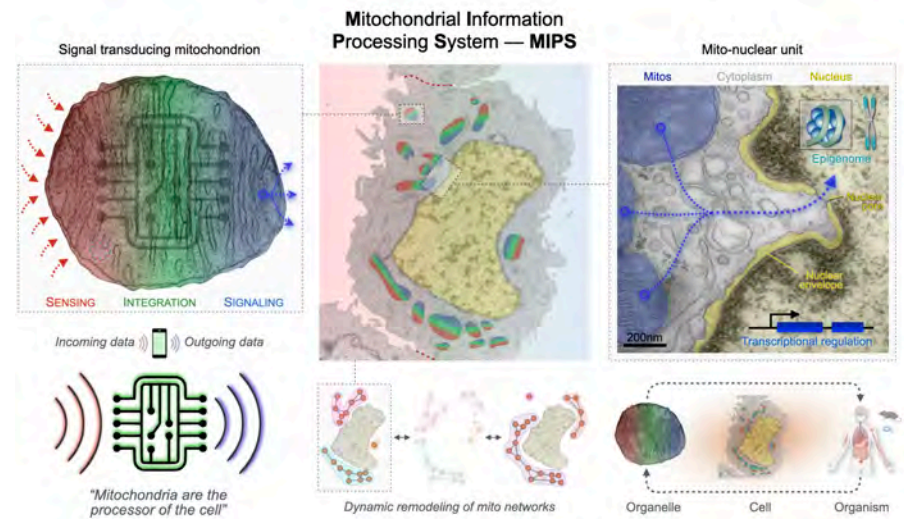 Mitochondrial Information
Processing System — MIPS
Signal transducing mitochondrion
SENSING INTEGRATION SIGNALING
Incoming data Outgoing data
"Mitochondria are the
processor of the cell"
Dynamic remodeling of mito networks
Mito-nuclear unit
Mitos Cytoplasm Nucleus
Epigenome
Nuclear
pore
Nuclear
envelope
200nm
Transcriptional regulation
Organelle Cell Organism